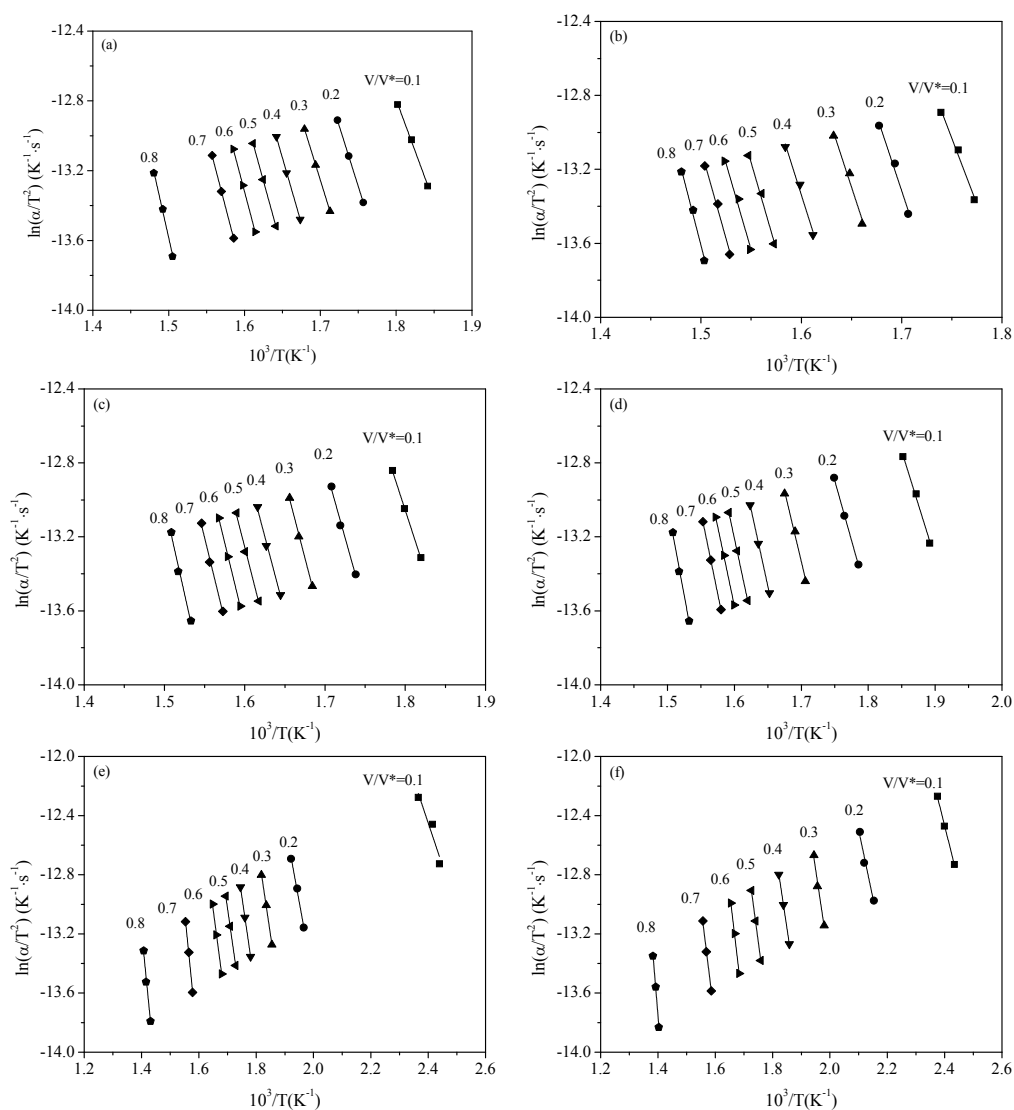 (a)
V/V*=0.1
0.2
0.3
0.4
0.5
0.6
0.7
0.8
-12.4
-12.8
-13.2
-13.6
-14.0
ln(α/T²) (K⁻¹·s⁻¹)
1.4 1.5 1.6 1.7 1.8 1.9
10³/T(K⁻¹)
(b)
V/V*=0.1
0.2
0.3
0.4
0.5
0.6
0.7
0.8
-12.4
-12.8
-13.2
-13.6
-14.0
ln(α/T²) (K⁻¹·s⁻¹)
1.4 1.5 1.6 1.7 1.8
10³/T(K⁻¹)
(c)
V/V*=0.1
0.2
0.3
0.4
0.5
0.6
0.7
0.8
-12.4
-12.8
-13.2
-13.6
-14.0
ln(α/T²) (K⁻¹·s⁻¹)
1.4 1.5 1.6 1.7 1.8 1.9
10³/T(K⁻¹)
(d)
V/V*=0.1
0.2
0.3
0.4
0.5
0.6
0.7
0.8
-12.4
-12.8
-13.2
-13.6
-14.0
ln(α/T²) (K⁻¹·s⁻¹)
1.4 1.5 1.6 1.7 1.8 1.9 2.0
10³/T(K⁻¹)
(e)
V/V*=0.1
0.2
0.3
0.4
0.5
0.6
0.7
0.8
-12.0
-12.4
-12.8
-13.2
-13.6
-14.0
ln(α/T²) (K⁻¹·s⁻¹)
1.2 1.4 1.6 1.8 2.0 2.2 2.4 2.6
10³/T(K⁻¹)
(f)
V/V*=0.1
0.2
0.3
0.4
0.5
0.6
0.7
0.8
-12.0
-12.4
-12.8
-13.2
-13.6
-14.0
ln(α/T²) (K⁻¹·s⁻¹)
1.2 1.4 1.6 1.8 2.0 2.2 2.4 2.6
10³/T(K⁻¹)